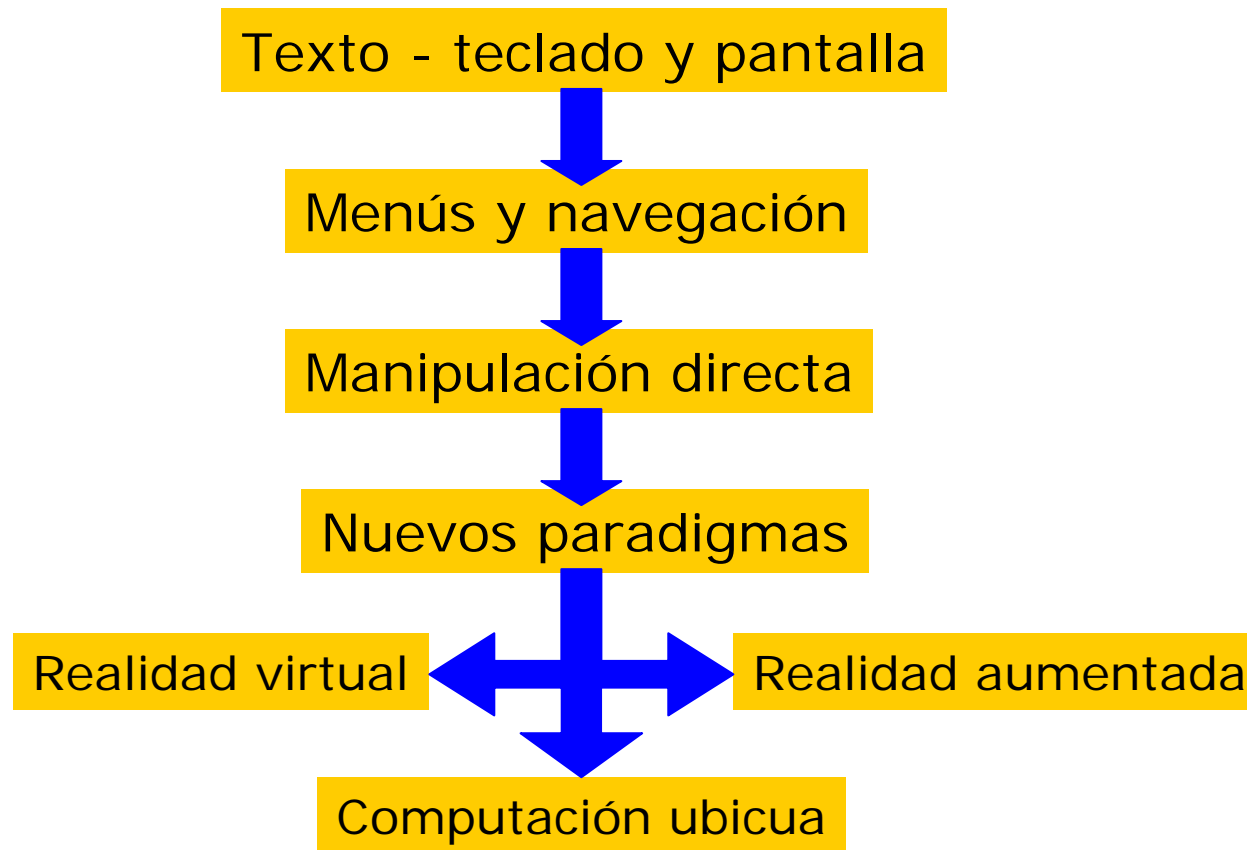 Texto - teclado y pantalla
Menús y navegación
Manipulación directa
Nuevos paradigmas
Realidad virtual
Realidad aumentada
Computación ubicua